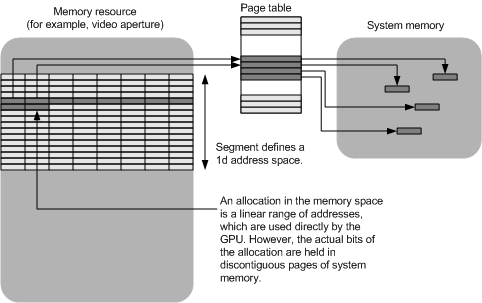 Memory resource
(for example, video aperture)
Page table
System memory
Segment defines a
1d address space.
An allocation in the memory space
is a linear range of addresses,
which are used directly by the
GPU. However, the actual bits of
the allocation are held in
discontiguous pages of system
memory.